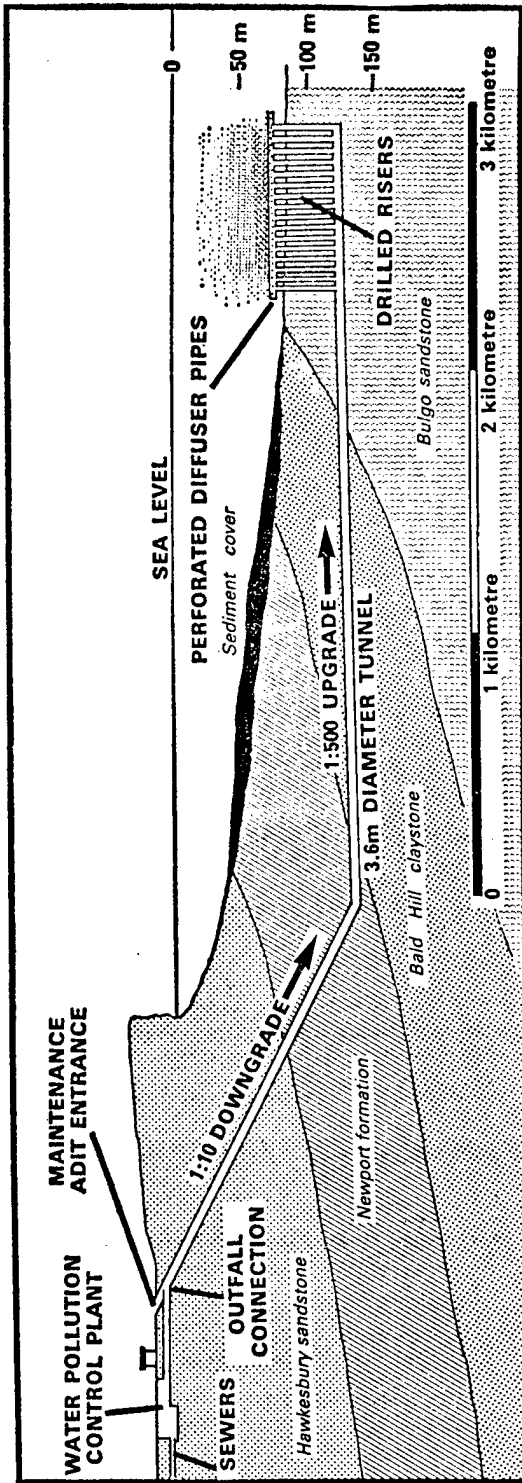 WATER POLLUTION
CONTROL PLANT
MAINTENANCE
ADIT ENTRANCE
SEA LEVEL
0
—50 m
—100 m
—150 m
SEWERS
OUTFALL
CONNECTION
1:10 DOWNGRADE
PERFORATED DIFFUSER PIPES
Sediment cover
1:500 UPGRADE
3.6m DIAMETER TUNNEL
DRILLED RISERS
Hawkesbury sandstone
Newport formation
Bald Hill claystone
Bulgo sandstone
0
1 kilometre
2 kilometre
3 kilometre